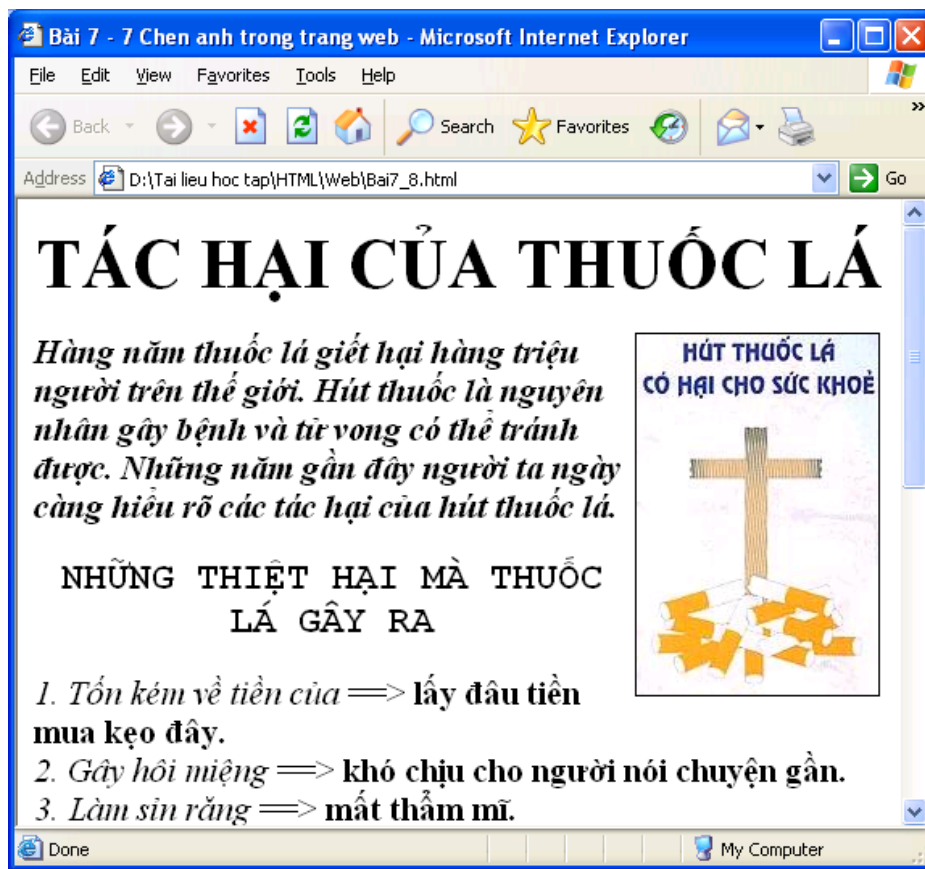 Bài 7 - 7 Chen anh trong trang web - Microsoft Internet Explorer
File Edit View Favorites Tools Help
Back Search Favorites »
Address D:\Tai lieu hoc tap\HTML\Web\Bai7_8.html Go
TÁC HẠI CỦA THUỐC LÁ
Hàng năm thuốc lá giết hại hàng triệu
người trên thế giới. Hút thuốc là nguyên
nhân gây bệnh và tử vong có thể tránh
được. Những năm gần đây người ta ngày
càng hiểu rõ các tác hại của hút thuốc lá.
HÚT THUỐC LÁ
CÓ HẠI CHO SỨC KHOẺ
NHỮNG THIỆT HẠI MÀ THUỐC
LÁ GÂY RA
1. Tốn kém về tiền của ==> lấy đâu tiền
mua kẹo đây.
2. Gây hôi miệng ==> khó chịu cho người nói chuyện gần.
3. Làm sỉn răng ==> mất thẩm mĩ.
Done My Computer